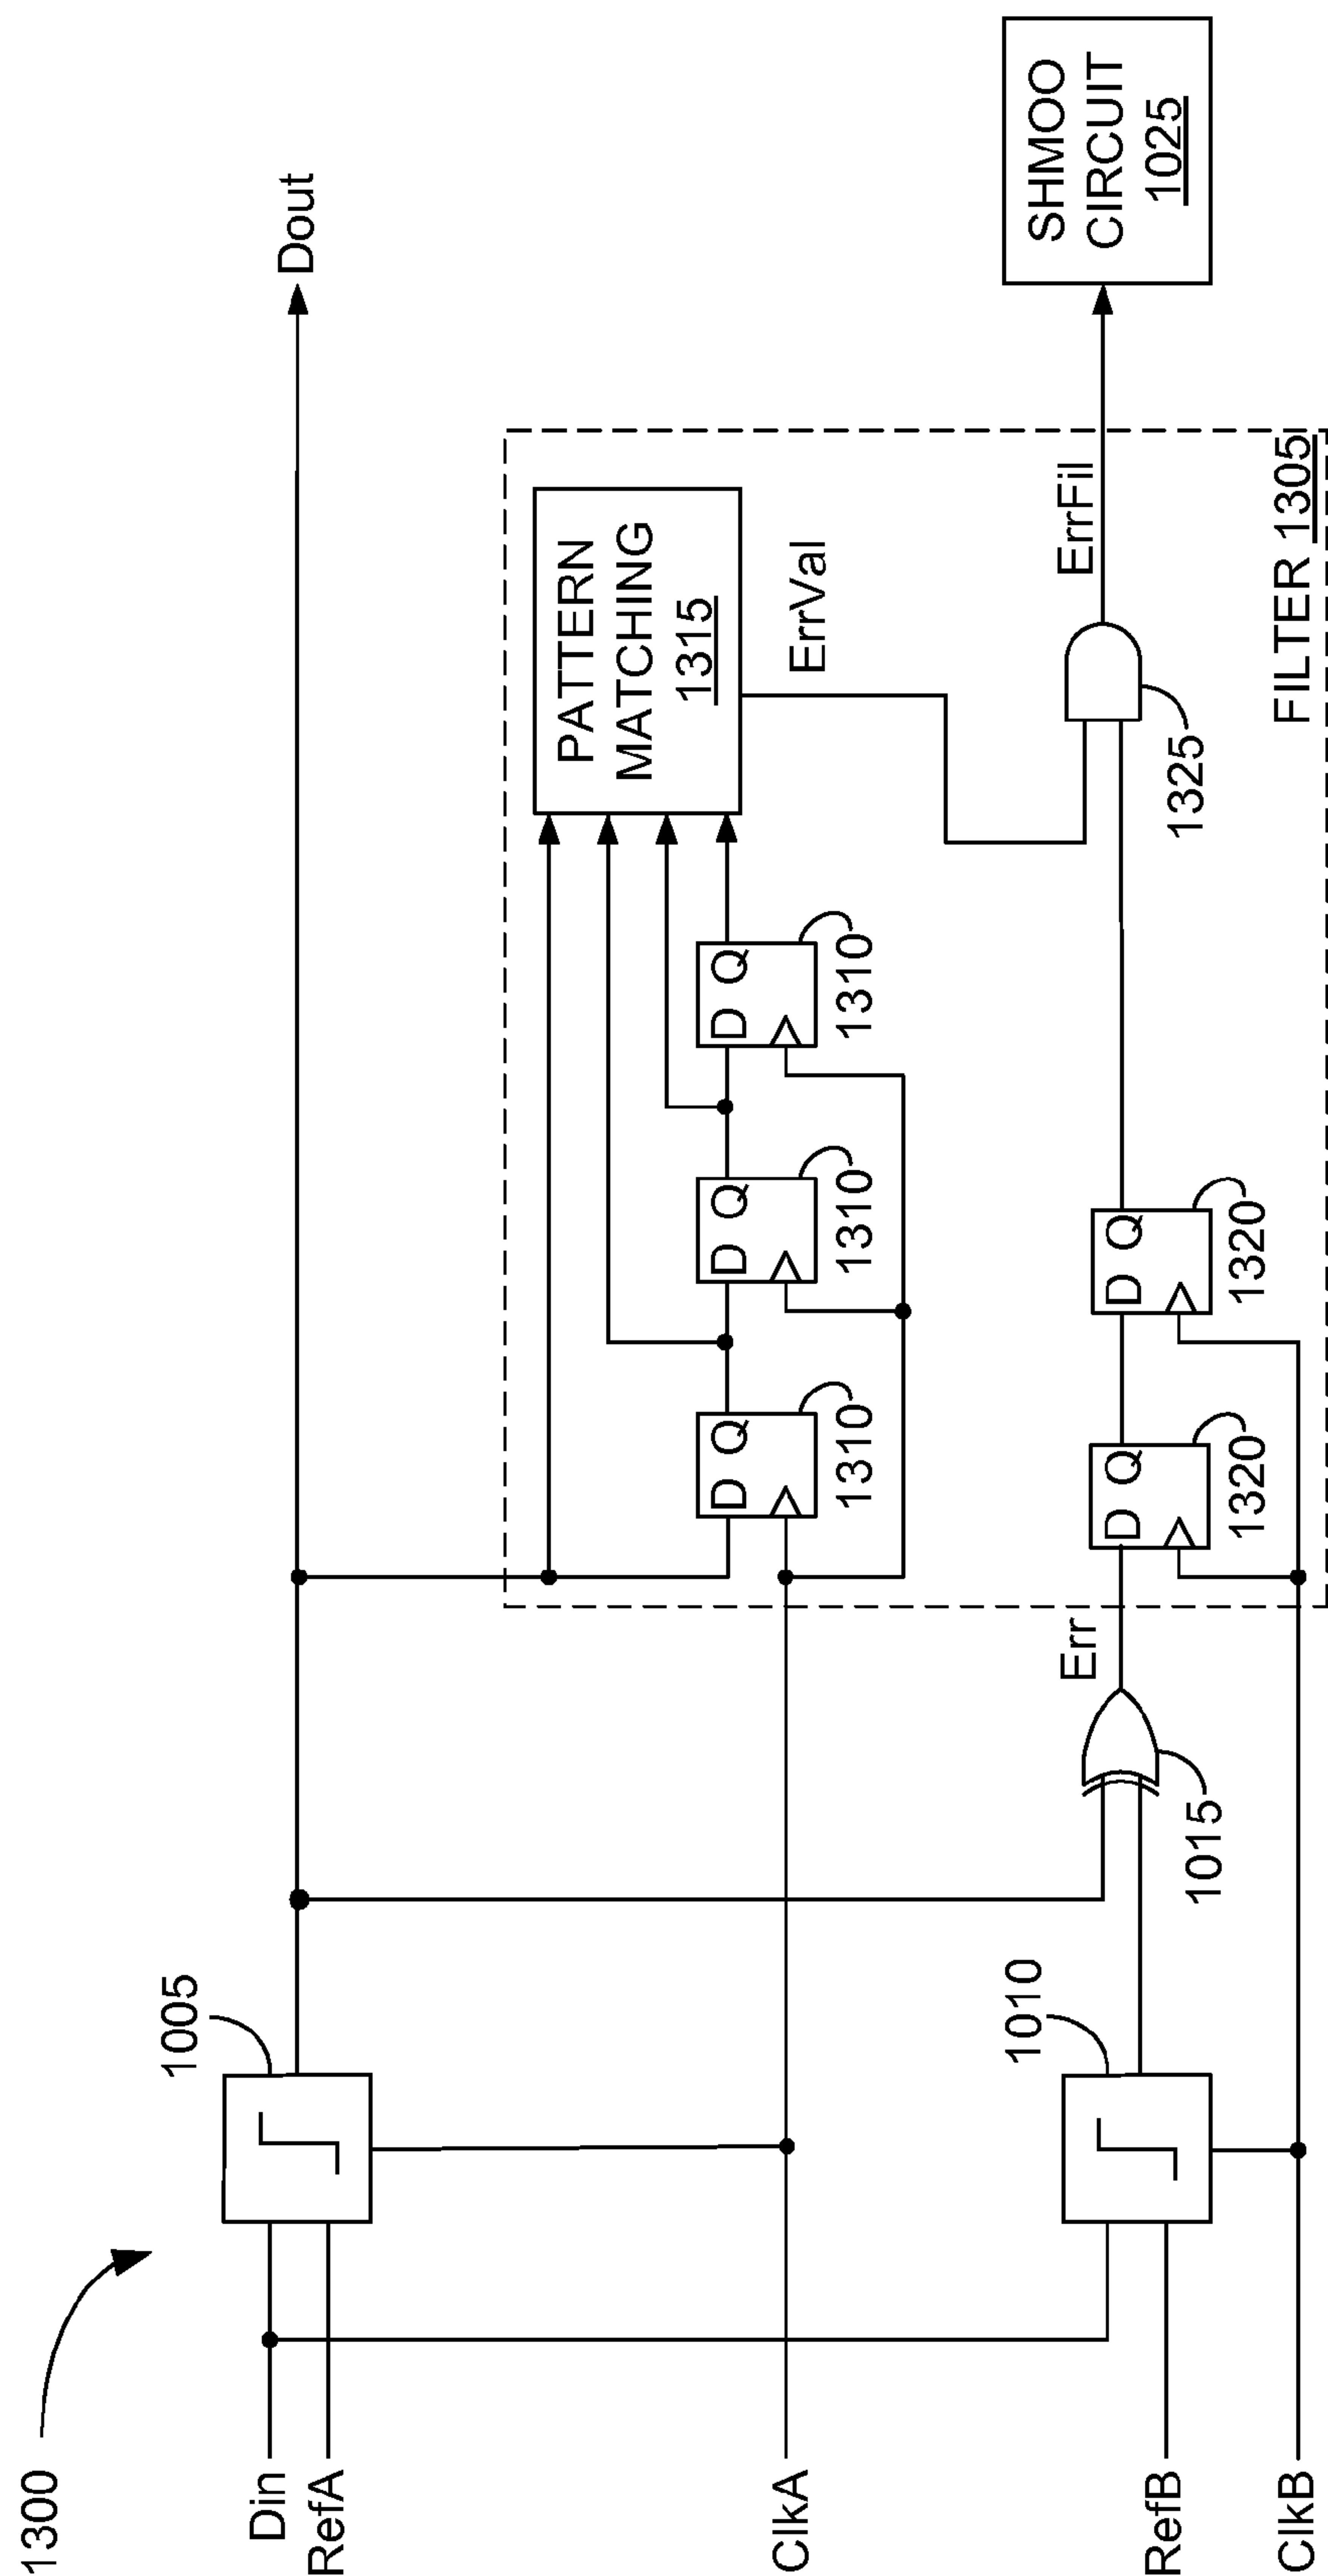 1300
Din
RefA
ClkA
RefB
ClkB
1005
1010
1015
Err
D Q
1310
D Q
1310
D Q
1310
D Q
1320
D Q
1320
PATTERN
MATCHING
1315
ErrVal
1325
ErrFil
FILTER 1305
Dout
SHMOO
CIRCUIT
1025